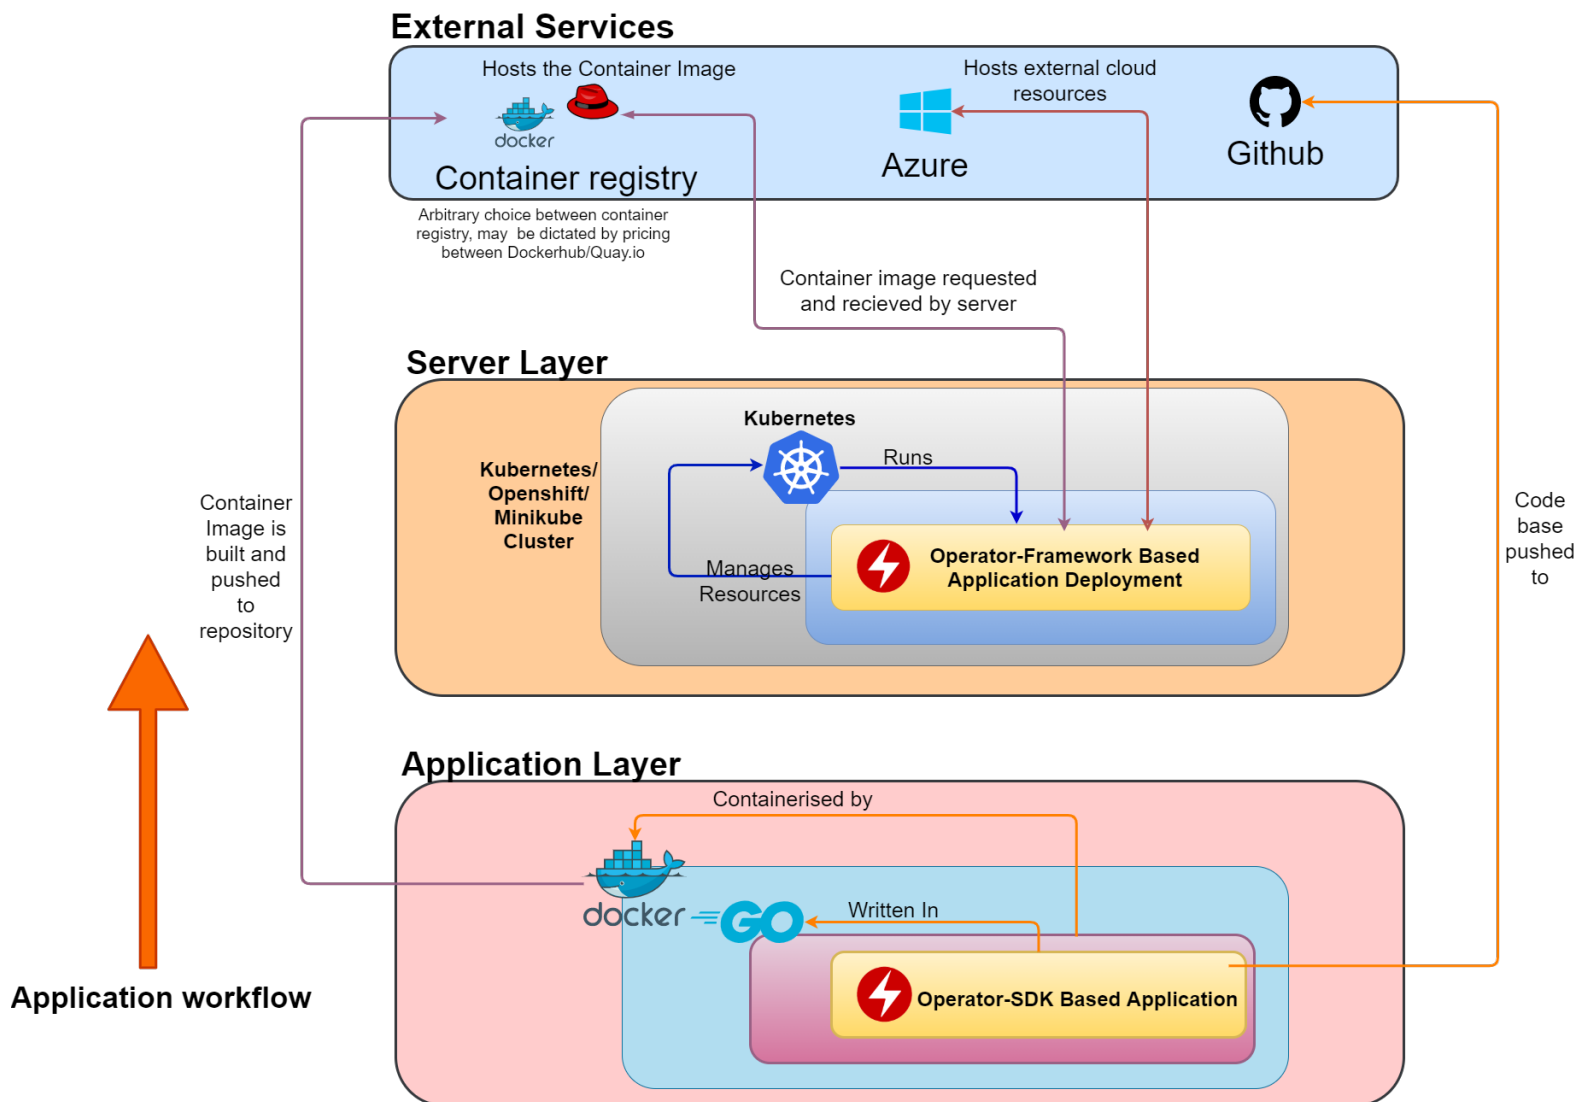 External Services
Hosts the Container Image
docker
Container registry
Hosts external cloud
resources
Azure
Github
Arbitrary choice between container
registry, may  be dictated by pricing
between Dockerhub/Quay.io
Container image requested
and recieved by server
Server Layer
Kubernetes
Runs
Kubernetes/
Openshift/
Minikube
Cluster
Operator-Framework Based
Application Deployment
Manages
Resources
Container
Image is
built and
pushed
to
repository
Code
base
pushed
to
Application Layer
Containerised by
docker
GO
Written In
Operator-SDK Based Application
Application workflow